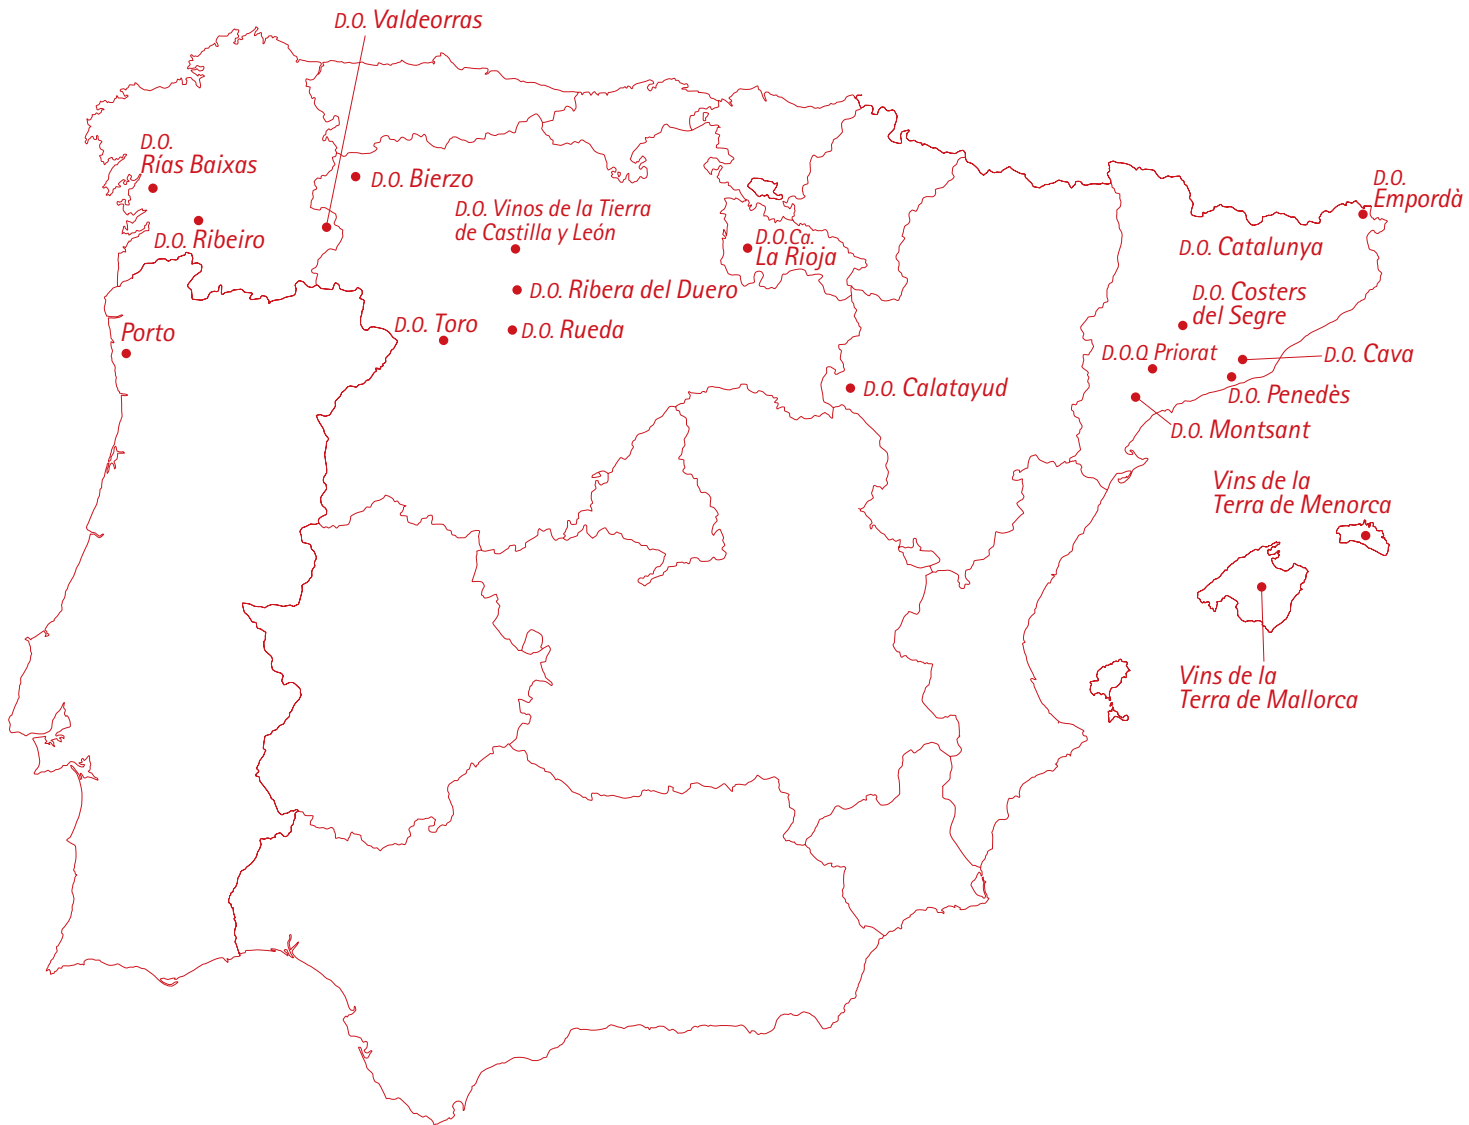 D.O. Valdeorras
D.O.
Rías Baixas
D.O. Bierzo
D.O. Ribeiro
D.O. Vinos de la Tierra
de Castilla y León
D.O.Ca.
La Rioja
D.O. Ribera del Duero
D.O. Toro
D.O. Rueda
Porto
D.O. Calatayud
D.O.
Empordà
D.O. Catalunya
D.O. Costers
del Segre
D.O.Q Priorat
D.O. Cava
D.O. Penedès
D.O. Montsant
Vins de la
Terra de Menorca
Vins de la
Terra de Mallorca